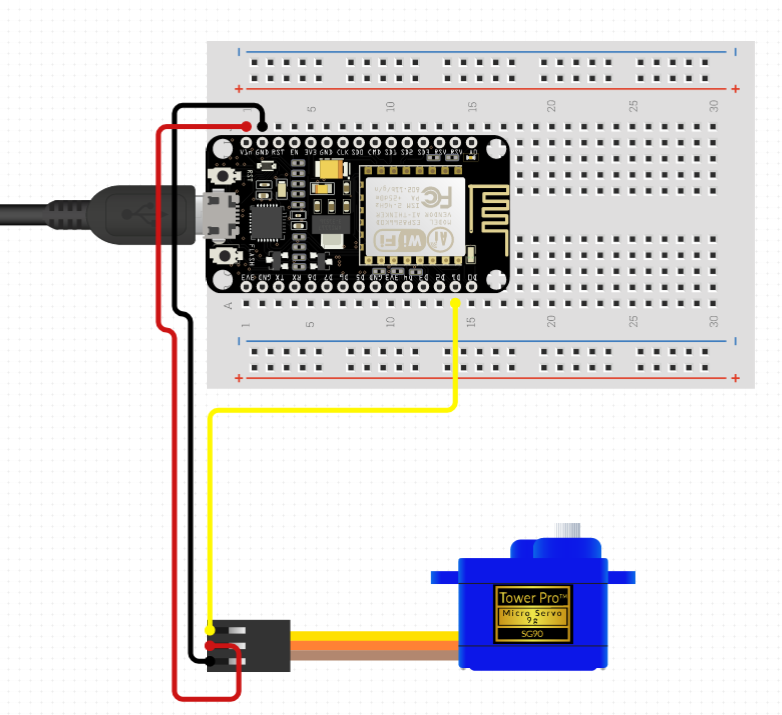 1 5 10 15 20 25 30
Vin GND RST EN 3V3 GND CLK SD0 CMD SD1 SD2 SD3 RSV RSV A0
RST
FCC
802.11b/g/n
PA +25dBm
ISM 2.4GHz
MODEL ESP8266MOD
VENDOR AI-THINKER
Ai
WiFi
FLASH
3V3 GND TX RX D8 D7 D6 D5 GND 3V3 D4 D3 D2 D1 D0
A
1 5 10 15 20 25 30
Tower Pro™
Micro Servo
9g
SG90